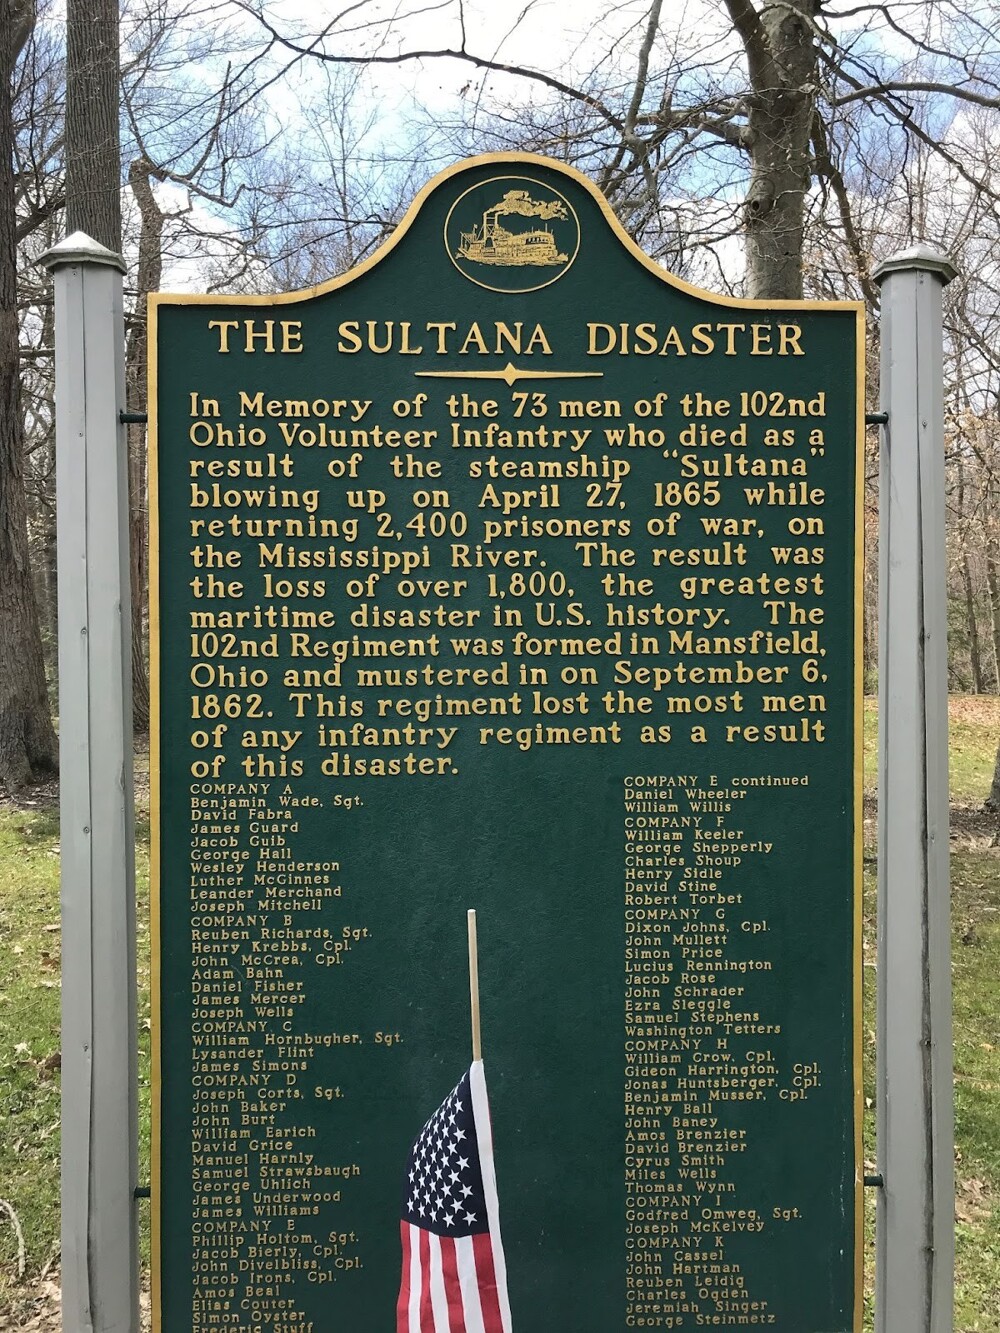 THE SULTANA DISASTER
In Memory of the 73 men of the 102nd
Ohio Volunteer Infantry who died as a
result of the steamship "Sultana"
blowing up on April 27, 1865 while
returning 2,400 prisoners of war, on
the Mississippi River. The result was
the loss of over 1,800, the greatest
maritime disaster in U.S. history. The
102nd Regiment was formed in Mansfield,
Ohio and mustered in on September 6,
1862. This regiment lost the most men
of any infantry regiment as a result
of this disaster.
COMPANY A
Benjamin Wade, Sgt.
David Fabra
James Guard
Jacob Guib
George Hall
Wesley Henderson
Luther McGinnes
Leander Merchand
Joseph Mitchell
COMPANY B
Reuben Richards, Sgt.
Henry Krebbs, Cpl.
John McCrea, Cpl.
Adam Bahn
Daniel Fisher
James Mercer
Joseph Wells
COMPANY C
William Hornbugher, Sgt.
Lysander Flint
James Simons
COMPANY D
Joseph Corts, Sgt.
John Baker
John Burt
William Earich
David Grice
Manuel Harnly
Samuel Strawsbaugh
George Uhlich
James Underwood
James Williams
COMPANY E
Phillip Holtom, Sgt.
Jacob Bierly, Cpl.
John Divelbliss, Cpl.
Jacob Irons, Cpl.
Amos Beal
Elias Couter
Simon Oyster
Frederic Stuff
COMPANY E continued
Daniel Wheeler
William Willis
COMPANY F
William Keeler
George Shepperly
Charles Shoup
Henry Sidle
David Stine
Robert Torbet
COMPANY G
Dixon Johns, Cpl.
John Mullett
Simon Price
Lucius Rennington
Jacob Rose
John Schrader
Ezra Sleggle
Samuel Stephens
Washington Tetters
COMPANY H
William Crow, Cpl.
Gideon Harrington, Cpl.
Jonas Huntsberger, Cpl.
Benjamin Musser, Cpl.
Henry Ball
John Baney
Amos Brenzier
David Brenzier
Cyrus Smith
Miles Wells
Thomas Wynn
COMPANY I
Godfred Omweg, Sgt.
Joseph McKelvey
COMPANY K
John Cassel
John Hartman
Reuben Leidig
Charles Ogden
Jeremiah Singer
George Steinmetz